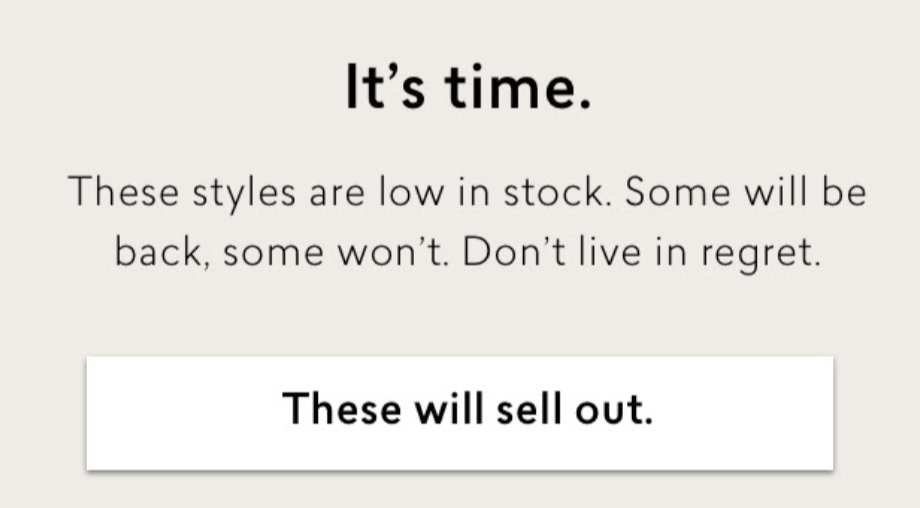 It’s time.
These styles are low in stock. Some will be
back, some won’t. Don’t live in regret.
These will sell out.